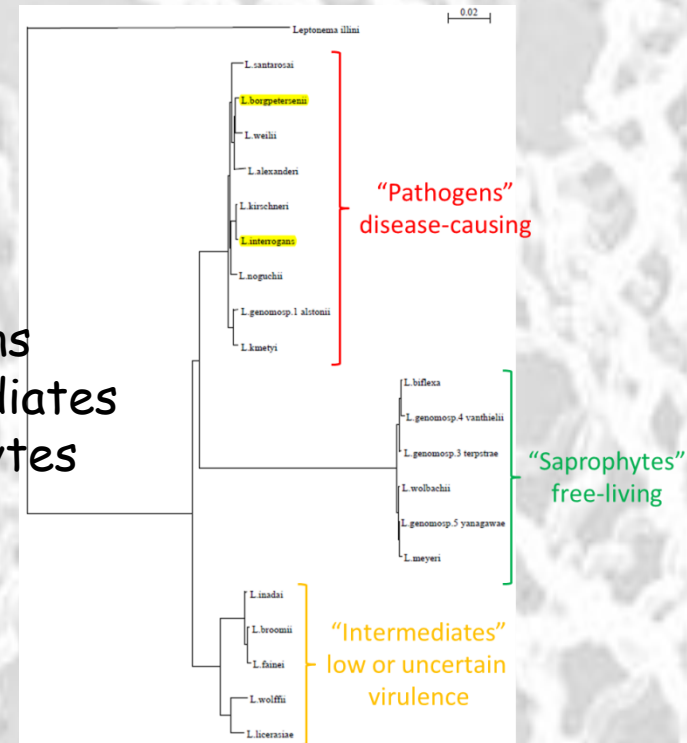 0.02
Leptonema illini
L.santarosai
L.borgpetersenii
L.weilii
L.alexanderi
L.kirschneri
L.interrogans
L.noguchii
L.genomosp.1 alstonii
L.kmetyi
"Pathogens"
disease-causing
ns
diates
ytes
L.biflexa
L.genomosp.4 vanthielii
L.genomosp.3 terpstrae
L.wolbachii
L.genomosp.5 yanagawae
L.meyeri
"Saprophytes"
free-living
L.inadai
L.broomii
L.fainei
L.wolffii
L.licerasiae
"Intermediates"
low or uncertain
virulence